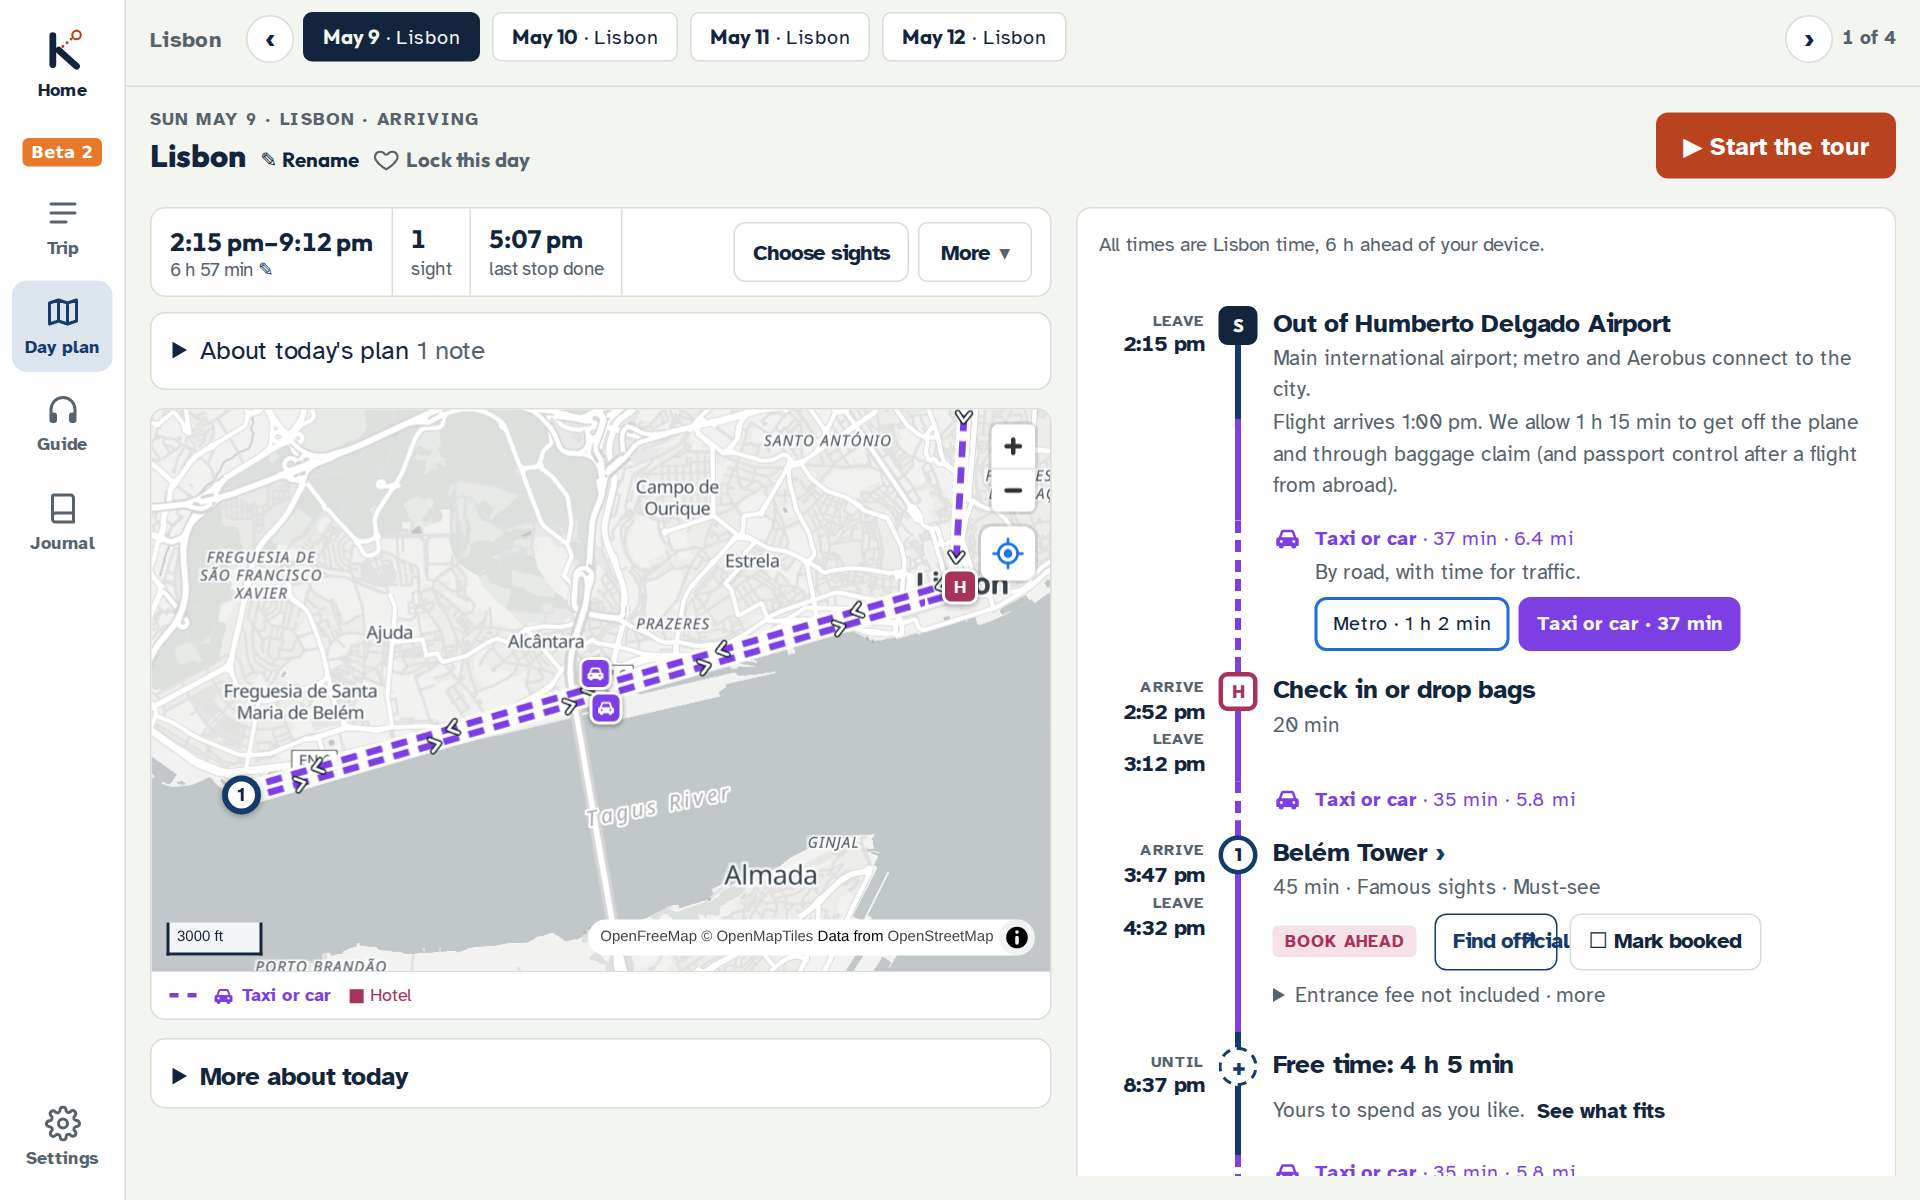 Home
Beta 2
Trip
Day plan
Guide
Journal
Settings
Lisbon
‹
May 9 · Lisbon
May 10 · Lisbon
May 11 · Lisbon
May 12 · Lisbon
›
1 of 4
SUN MAY 9 · LISBON · ARRIVING
Lisbon ✎ Rename Lock this day
▶ Start the tour
2:15 pm–9:12 pm
6 h 57 min ✎
1
sight
5:07 pm
last stop done
Choose sights
More ▾
▶ About today's plan 1 note
SANTO ANTÓNIO
Campo de
Ourique
Estrela
FREGUESIA DE
SÃO FRANCISCO
XAVIER
Ajuda
Alcântara
PRAZERES
H
Freguesia de Santa
Maria de Belém
1
Tagus River
GINJAL
Almada
3000 ft
OpenFreeMap © OpenMapTiles Data from OpenStreetMap
PORTO BRANDÃO
Taxi or car
Hotel
▶ More about today
All times are Lisbon time, 6 h ahead of your device.
LEAVE
2:15 pm
S
Out of Humberto Delgado Airport
Main international airport; metro and Aerobus connect to the
city.
Flight arrives 1:00 pm. We allow 1 h 15 min to get off the plane
and through baggage claim (and passport control after a flight
from abroad).
Taxi or car · 37 min · 6.4 mi
By road, with time for traffic.
Metro · 1 h 2 min
Taxi or car · 37 min
ARRIVE
2:52 pm
LEAVE
3:12 pm
H
Check in or drop bags
20 min
Taxi or car · 35 min · 5.8 mi
ARRIVE
3:47 pm
LEAVE
4:32 pm
1
Belém Tower ›
45 min · Famous sights · Must-see
BOOK AHEAD
Find official
☐ Mark booked
▶ Entrance fee not included · more
UNTIL
8:37 pm
+
Free time: 4 h 5 min
Yours to spend as you like. See what fits
Taxi or car · 35 min · 5.8 mi